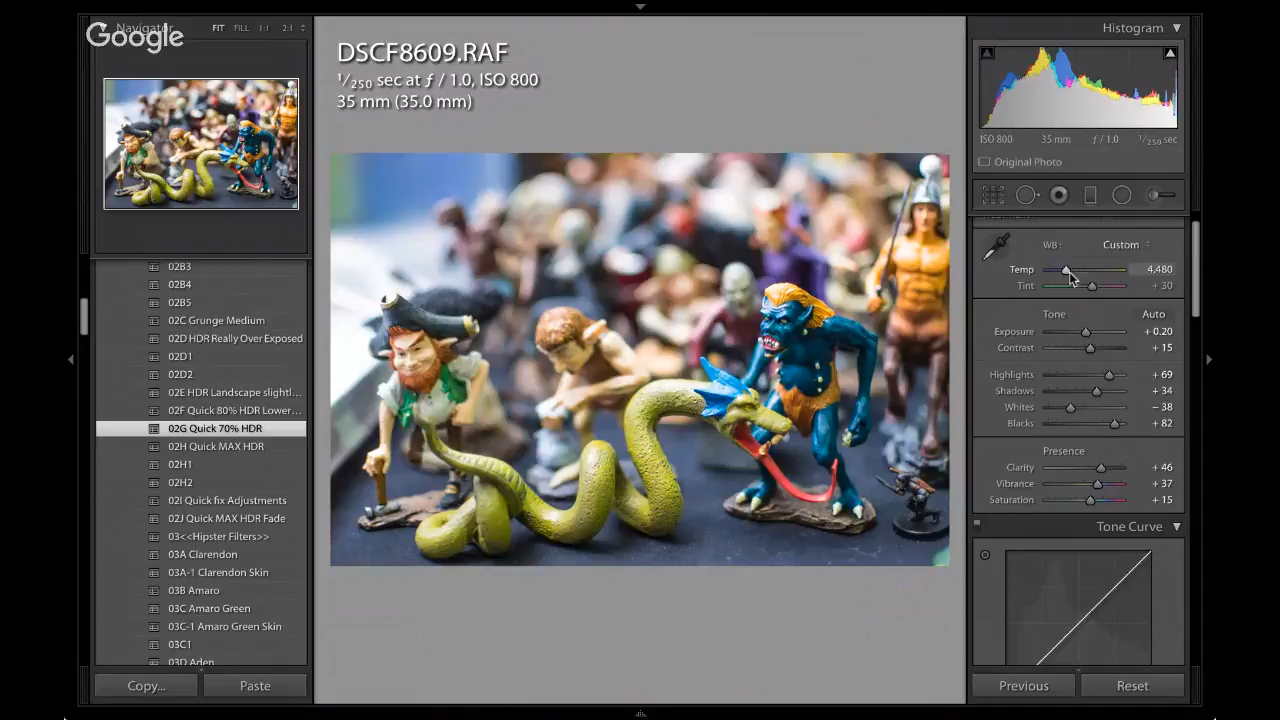 Navigator
FIT FILL 1:1 2:1
Google
02B3
02B4
02B5
02C Grunge Medium
02D HDR Really Over Exposed
02D1
02D2
02E HDR Landscape slightl...
02F Quick 80% HDR Lower...
02G Quick 70% HDR
02H Quick MAX HDR
02H1
02H2
02I Quick fix Adjustments
02J Quick MAX HDR Fade
03<<Hipster Filters>>
03A Clarendon
03A-1 Clarendon Skin
03B Amaro
03C Amaro Green
03C-1 Amaro Green Skin
03C1
03D Aden
Copy...
Paste
DSCF8609.RAF
1/250 sec at ƒ / 1.0, ISO 800
35 mm (35.0 mm)
Histogram
ISO 800 35 mm ƒ / 1.0 1/250 sec
Original Photo
WB: Custom
Temp 4,480
Tint + 30
Tone Auto
Exposure + 0.20
Contrast + 15
Highlights + 69
Shadows + 34
Whites − 38
Blacks + 82
Presence
Clarity + 46
Vibrance + 37
Saturation + 15
Tone Curve
Previous
Reset